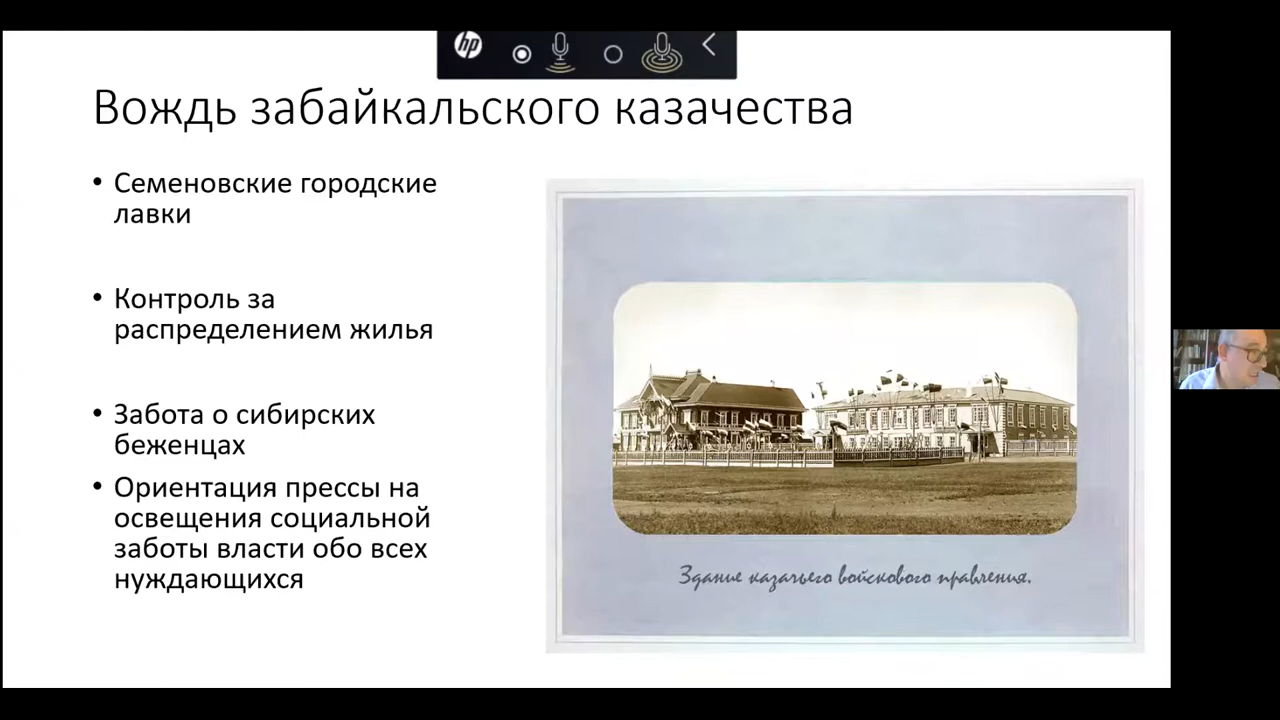 hp
Вождь забайкальского казачества
• Семеновские городские
лавки
• Контроль за
распределением жилья
• Забота о сибирских
беженцах
• Ориентация прессы на
освещения социальной
заботы власти обо всех
нуждающихся
Здание казачьего войскового правления.